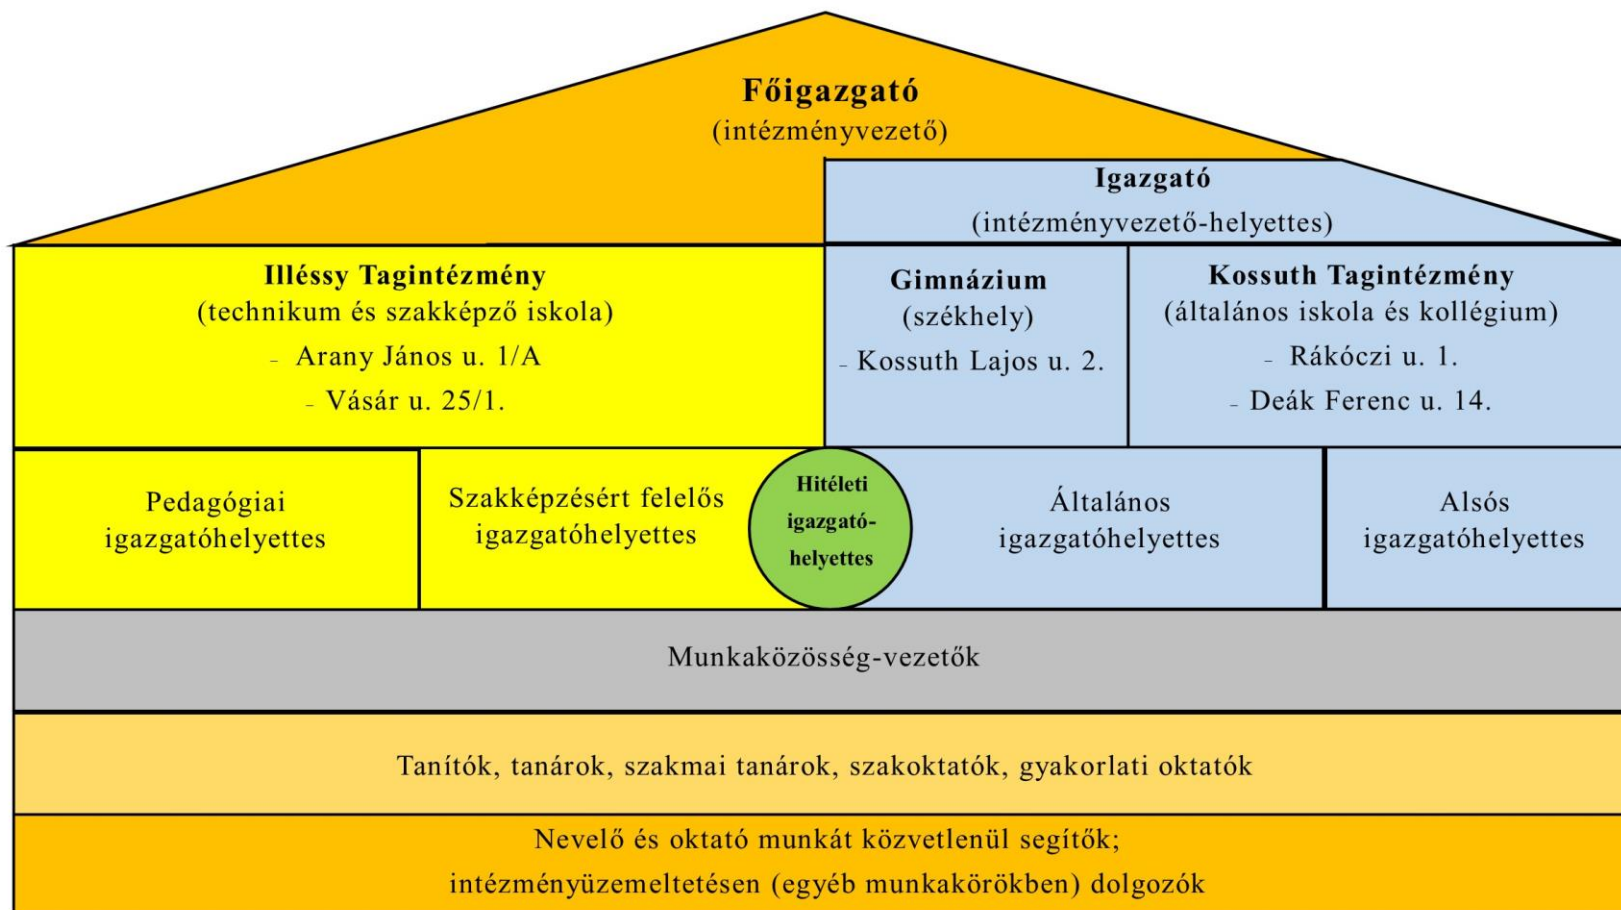 Főigazgató
(intézményvezető)
Igazgató
(intézményvezető-helyettes)
Illéssy Tagintézmény
(technikum és szakképző iskola)
- Arany János u. 1/A
- Vásár u. 25/1.
Gimnázium
(székhely)
- Kossuth Lajos u. 2.
Kossuth Tagintézmény
(általános iskola és kollégium)
- Rákóczi u. 1.
- Deák Ferenc u. 14.
Pedagógiai
igazgatóhelyettes
Szakképzésért felelős
igazgatóhelyettes
Hitéleti
igazgató-
helyettes
Általános
igazgatóhelyettes
Alsós
igazgatóhelyettes
Munkaközösség-vezetők
Tanítók, tanárok, szakmai tanárok, szakoktatók, gyakorlati oktatók
Nevelő és oktató munkát közvetlenül segítők;
intézményüzemeltetésen (egyéb munkakörökben) dolgozók